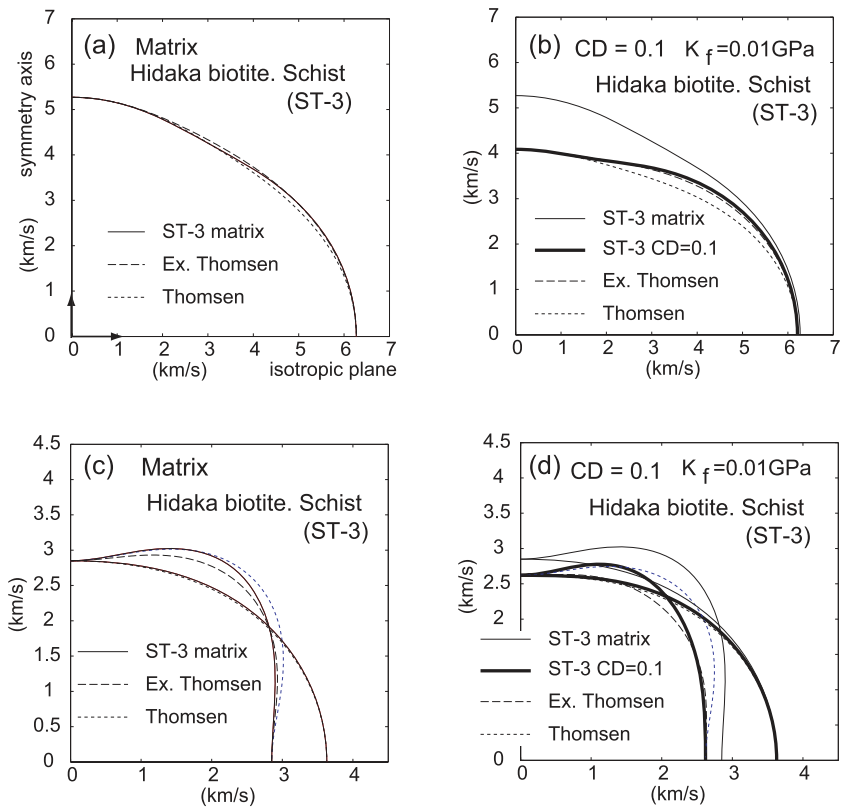 (a) Matrix
Hidaka biotite. Schist
(ST-3)
symmetry axis
(km/s)
7
6
5
4
3
2
1
0
ST-3 matrix
Ex. Thomsen
Thomsen
0 1 2 3 4 5 6 7
(km/s) isotropic plane
(b) CD = 0.1 K f =0.01GPa
Hidaka biotite. Schist
(ST-3)
(km/s)
7
6
5
4
3
2
1
0
ST-3 matrix
ST-3 CD=0.1
Ex. Thomsen
Thomsen
0 1 2 3 4 5 6 7
(km/s)
(c) Matrix
Hidaka biotite. Schist
(ST-3)
(km/s)
4.5
4
3.5
3
2.5
2
1.5
1
0.5
0
ST-3 matrix
Ex. Thomsen
Thomsen
0 1 2 3 4
(km/s)
(d) CD = 0.1 K f =0.01GPa
Hidaka biotite. Schist
(ST-3)
(km/s)
4.5
4
3.5
3
2.5
2
0
ST-3 matrix
ST-3 CD=0.1
Ex. Thomsen
Thomsen
0 1 2 3 4
(km/s)